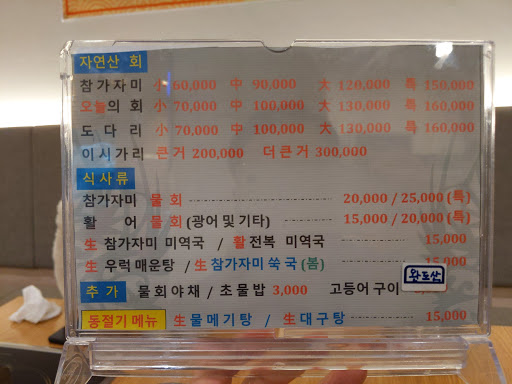 자연산 회
참가자미 小 60,000 中 90,000 大 120,000 특 150,000
오늘의 회 小 70,000 中 100,000 大 130,000 특 160,000
도 다 리 小 70,000 中 100,000 大 130,000 특 160,000
이시가리 큰 거 200,000 더 큰 거 300,000
식 사 류
참가자미 물 회 20,000 / 25,000 (특)
활 어 물 회 (광어 및 기타) 15,000 / 20,000 (특)
生 참가자미 미역국 / 활 전복 미역국 15,000
生 우럭 매운탕 / 生 참가자미 쑥 국 (봄) 15,000
추 가 물 회 야채 / 초 물 밥 3,000 고등어 구이 완도산
동절기 메뉴 生 물 메 기 탕 / 生 대 구 탕 15,000